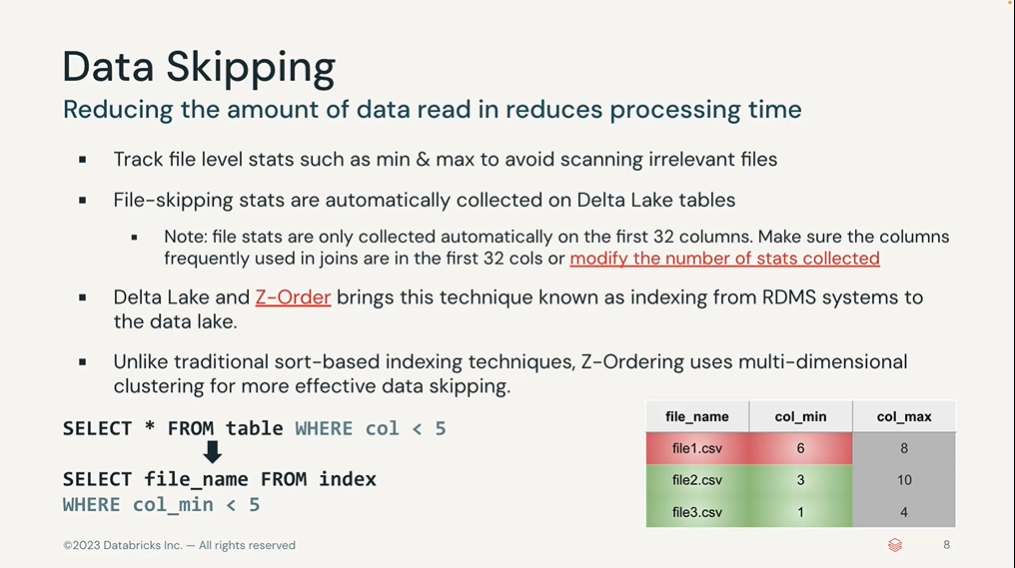 Data Skipping
Reducing the amount of data read in reduces processing time
▪ Track file level stats such as min & max to avoid scanning irrelevant files
▪ File-skipping stats are automatically collected on Delta Lake tables
▪ Note: file stats are only collected automatically on the first 32 columns. Make sure the columns
frequently used in joins are in the first 32 cols or modify the number of stats collected
▪ Delta Lake and Z-Order brings this technique known as indexing from RDMS systems to
the data lake.
▪ Unlike traditional sort-based indexing techniques, Z-Ordering uses multi-dimensional
clustering for more effective data skipping.
SELECT * FROM table WHERE col < 5
SELECT file_name FROM index
WHERE col_min < 5
file_name col_min col_max
file1.csv 6 8
file2.csv 3 10
file3.csv 1 4
©2023 Databricks Inc. — All rights reserved
8